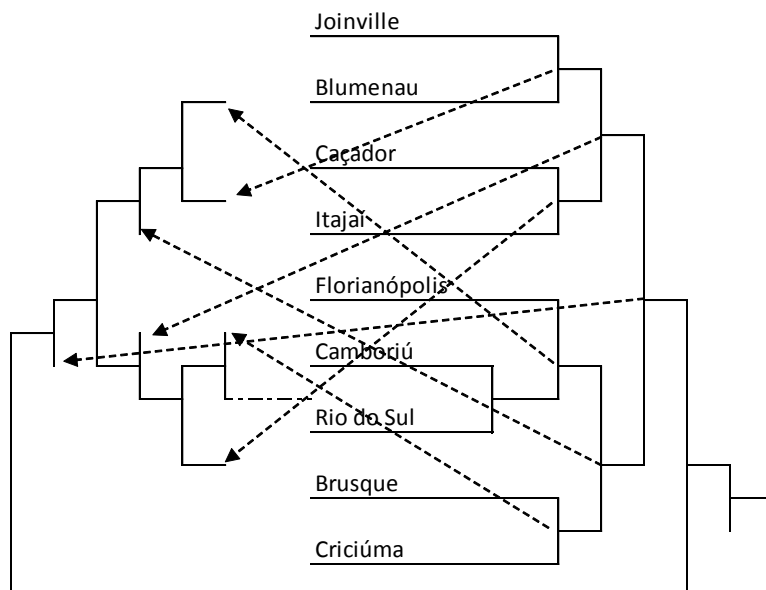 Joinville
Blumenau
Caçador
Itajaí
Florianópolis
Camboriú
Rio do Sul
Brusque
Criciúma